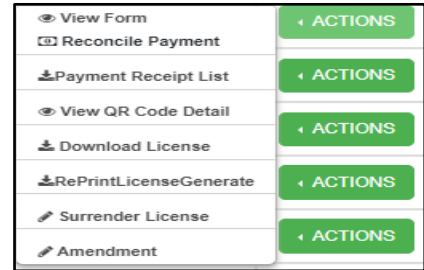 View Form
ACTIONS
Reconcile Payment
Payment Receipt List
ACTIONS
View QR Code Detail
ACTIONS
Download License
RePrintLicenseGenerate
ACTIONS
Surrender License
ACTIONS
Amendment